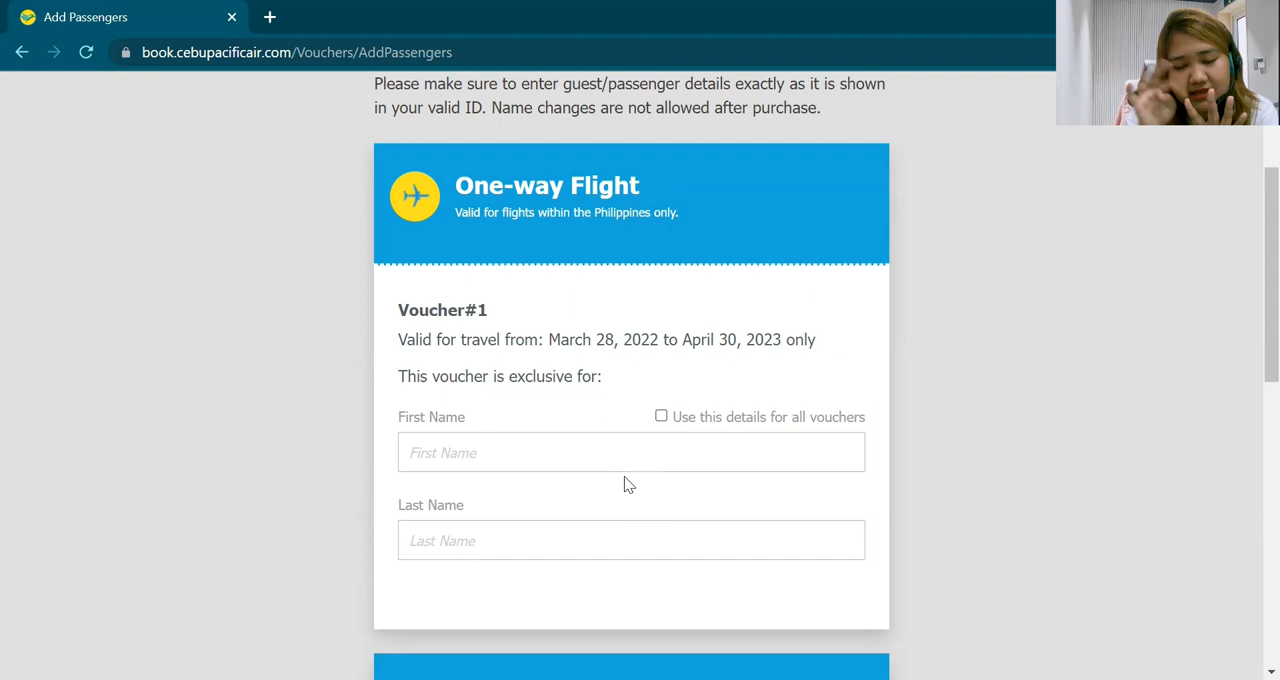 Add Passengers
book.cebupacificair.com/Vouchers/AddPassengers
Please make sure to enter guest/passenger details exactly as it is shown
in your valid ID. Name changes are not allowed after purchase.
One-way Flight
Valid for flights within the Philippines only.
Voucher#1
Valid for travel from: March 28, 2022 to April 30, 2023 only
This voucher is exclusive for:
First Name
Use this details for all vouchers
First Name
Last Name
Last Name